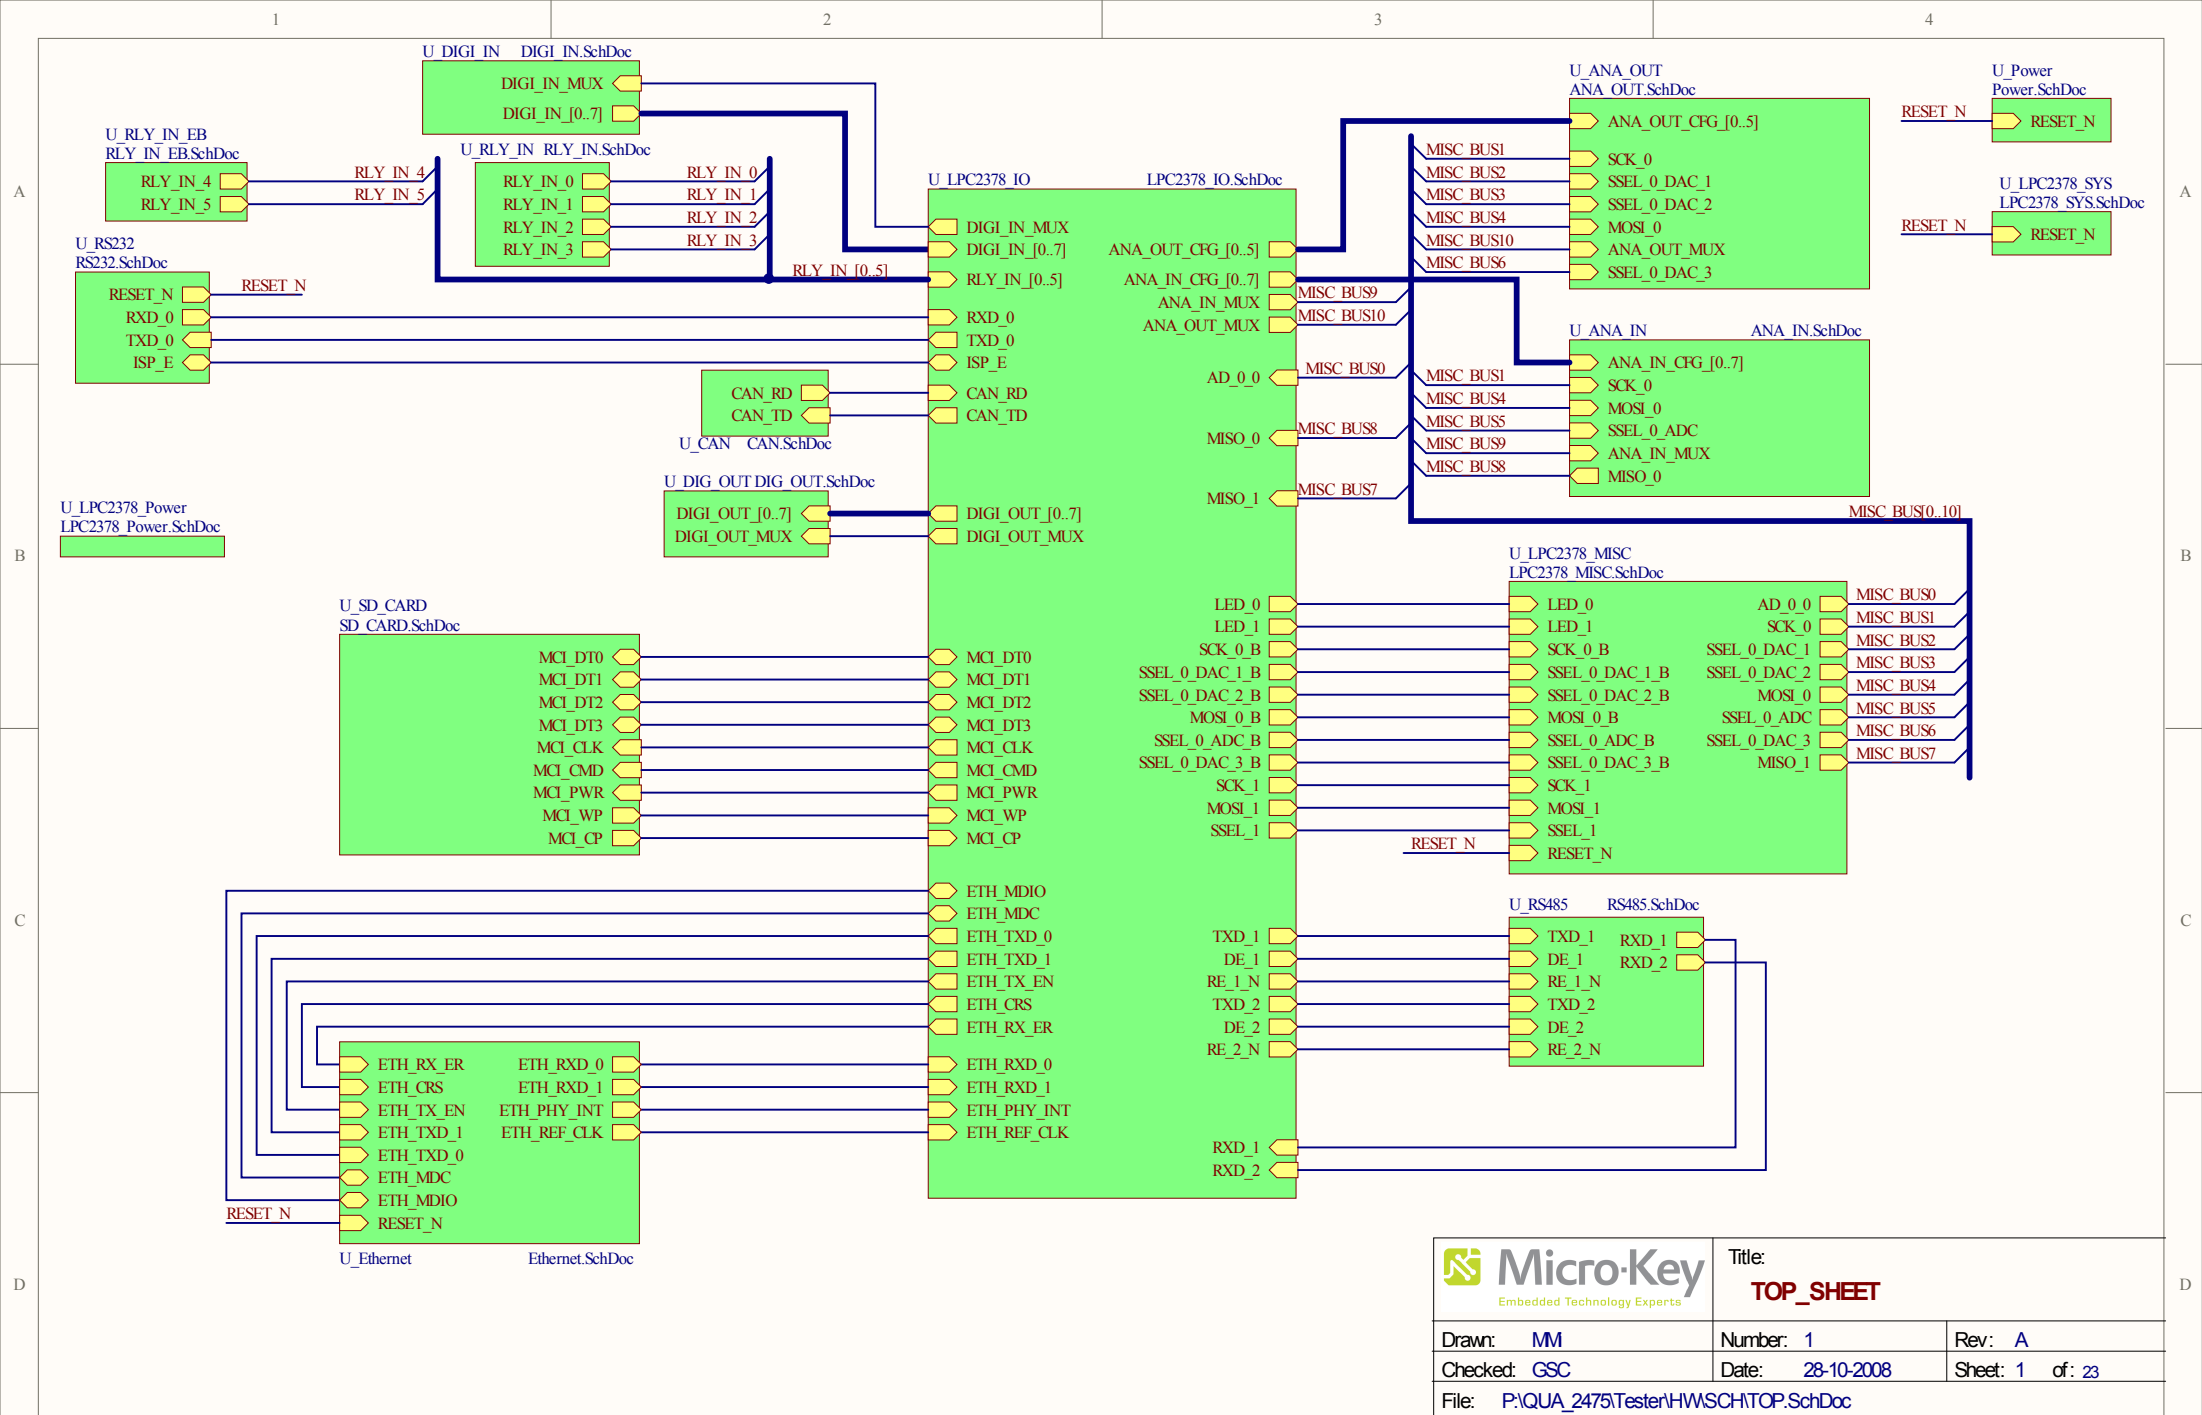 1 2 3 4
A
B
C
D
A
B
C
D
U_DIGI_IN DIGI_IN.SchDoc
DIGI_IN_MUX
DIGI_IN_[0..7]
U_RLY_IN_EB
RLY_IN_EB.SchDoc
RLY_IN_4
RLY_IN_5
RLY_IN_4
RLY_IN_5
U_RLY_IN RLY_IN.SchDoc
RLY_IN_0
RLY_IN_1
RLY_IN_2
RLY_IN_3
RLY_IN_0
RLY_IN_1
RLY_IN_2
RLY_IN_3
RLY_IN_[0..5]
U_RS232
RS232.SchDoc
RESET_N
RXD_0
TXD_0
ISP_E
RESET_N
U_CAN CAN.SchDoc
CAN_RD
CAN_TD
U_DIG_OUT DIG_OUT.SchDoc
DIGI_OUT_[0..7]
DIGI_OUT_MUX
U_LPC2378_Power
LPC2378_Power.SchDoc
U_SD_CARD
SD_CARD.SchDoc
MCI_DT0
MCI_DT1
MCI_DT2
MCI_DT3
MCI_CLK
MCI_CMD
MCI_PWR
MCI_WP
MCI_CP
ETH_RX_ER ETH_RXD_0
ETH_CRS ETH_RXD_1
ETH_TX_EN ETH_PHY_INT
ETH_TXD_1 ETH_REF_CLK
ETH_TXD_0
ETH_MDC
ETH_MDIO
RESET_N
RESET_N
U_Ethernet Ethernet.SchDoc
U_LPC2378_IO LPC2378_IO.SchDoc
DIGI_IN_MUX
DIGI_IN_[0..7]
RLY_IN_[0..5]
RXD_0
TXD_0
ISP_E
CAN_RD
CAN_TD
DIGI_OUT_[0..7]
DIGI_OUT_MUX
MCI_DT0
MCI_DT1
MCI_DT2
MCI_DT3
MCI_CLK
MCI_CMD
MCI_PWR
MCI_WP
MCI_CP
ETH_MDIO
ETH_MDC
ETH_TXD_0
ETH_TXD_1
ETH_TX_EN
ETH_CRS
ETH_RX_ER
ETH_RXD_0
ETH_RXD_1
ETH_PHY_INT
ETH_REF_CLK
ANA_OUT_CFG_[0..5]
ANA_IN_CFG_[0..7]
ANA_IN_MUX
ANA_OUT_MUX
AD_0_0
MISO_0
MISO_1
LED_0
LED_1
SCK_0_B
SSEL_0_DAC_1_B
SSEL_0_DAC_2_B
MOSI_0_B
SSEL_0_ADC_B
SSEL_0_DAC_3_B
SCK_1
MOSI_1
SSEL_1
TXD_1
DE_1
RE_1_N
TXD_2
DE_2
RE_2_N
RXD_1
RXD_2
MISC_BUS9
MISC_BUS10
MISC_BUS0
MISC_BUS8
MISC_BUS7
U_ANA_OUT
ANA_OUT.SchDoc
ANA_OUT_CFG_[0..5]
MISC_BUS1 SCK_0
MISC_BUS2 SSEL_0_DAC_1
MISC_BUS3 SSEL_0_DAC_2
MISC_BUS4 MOSI_0
MISC_BUS10 ANA_OUT_MUX
MISC_BUS6 SSEL_0_DAC_3
U_ANA_IN ANA_IN.SchDoc
ANA_IN_CFG_[0..7]
MISC_BUS1 SCK_0
MISC_BUS4 MOSI_0
MISC_BUS5 SSEL_0_ADC
MISC_BUS9 ANA_IN_MUX
MISC_BUS8 MISO_0
MISC_BUS[0..10]
U_Power
Power.SchDoc
RESET_N RESET_N
U_LPC2378_SYS
LPC2378_SYS.SchDoc
RESET_N RESET_N
U_LPC2378_MISC
LPC2378_MISC.SchDoc
LED_0 AD_0_0 MISC_BUS0
LED_1 SCK_0 MISC_BUS1
SCK_0_B SSEL_0_DAC_1 MISC_BUS2
SSEL_0_DAC_1_B SSEL_0_DAC_2 MISC_BUS3
SSEL_0_DAC_2_B MOSI_0 MISC_BUS4
MOSI_0_B SSEL_0_ADC MISC_BUS5
SSEL_0_ADC_B SSEL_0_DAC_3 MISC_BUS6
SSEL_0_DAC_3_B MISO_1 MISC_BUS7
SCK_1
MOSI_1
SSEL_1
RESET_N RESET_N
U_RS485 RS485.SchDoc
TXD_1 RXD_1
DE_1 RXD_2
RE_1_N
TXD_2
DE_2
RE_2_N
Micro·Key
Embedded Technology Experts
Title:
TOP_SHEET
Drawn: MMi Number: 1 Rev: A
Checked: GSC Date: 28-10-2008 Sheet: 1 of: 23
File: P:\QUA_2475\Tester\HW\SCH\TOP.SchDoc